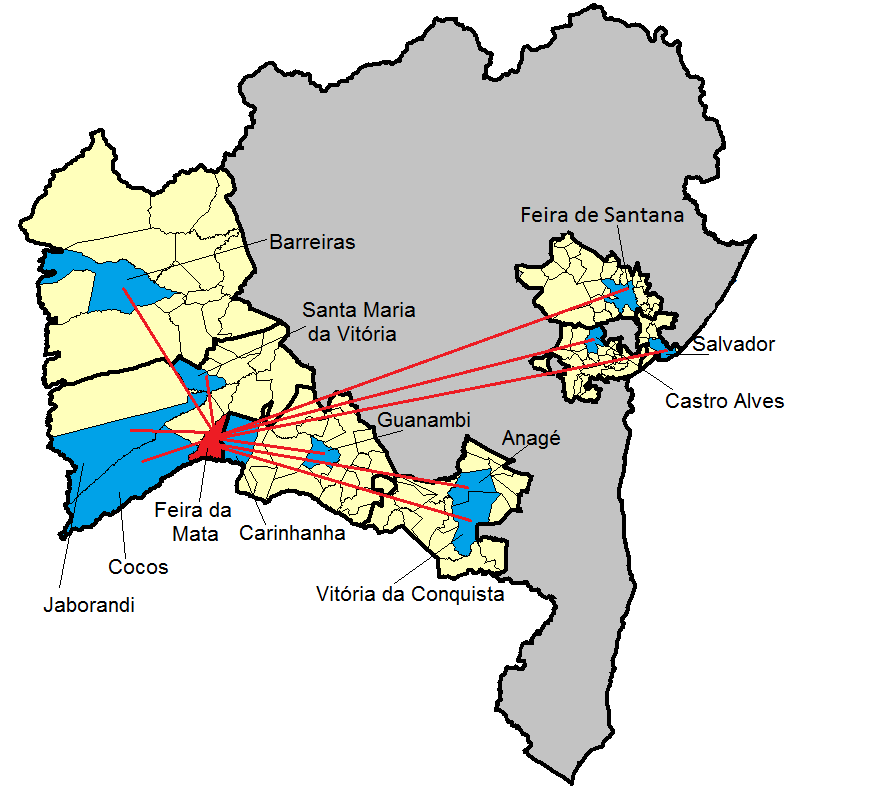 Feira de Santana
Barreiras
Santa Maria
da Vitória
Salvador
Castro Alves
Guanambi
Anagé
Feira da
Mata
Carinhanha
Cocos
Vitória da Conquista
Jaborandi